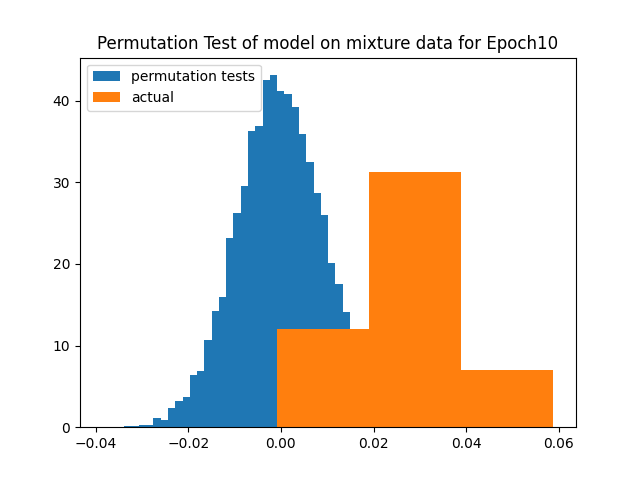 Permutation Test of model on mixture data for Epoch10
permutation tests
actual
40
30
20
10
0
−0.04 −0.02 0.00 0.02 0.04 0.06